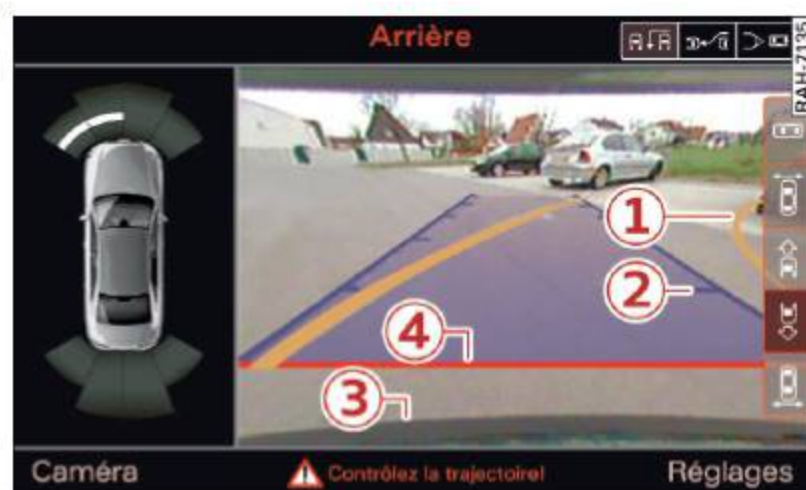 Arrière
RAH-7135
1
2
4
3
Caméra
Contrôlez la trajectoire!
Réglages